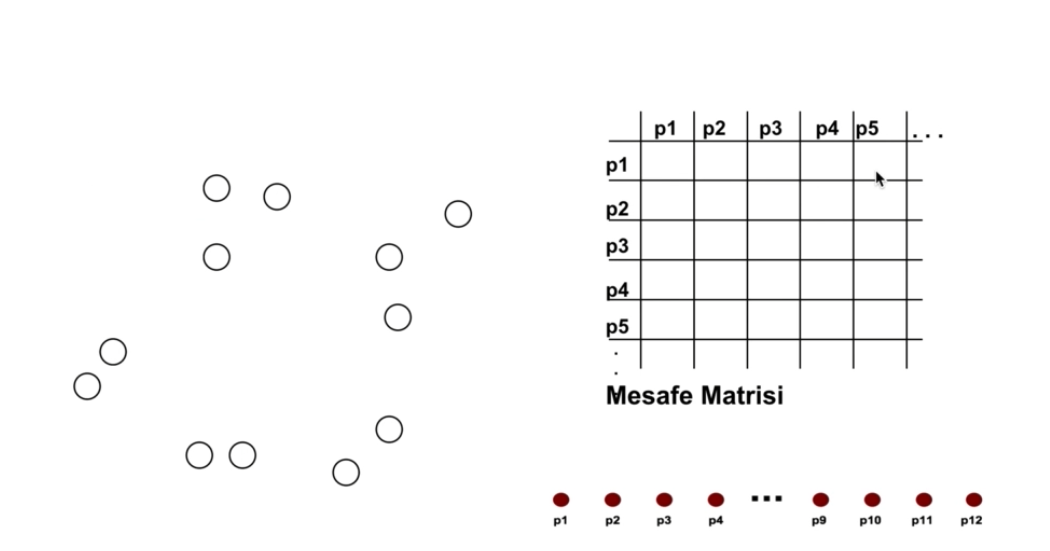 p1 p2 p3 p4 p5 ...
p1
p2
p3
p4
p5
.
.
Mesafe Matrisi
...
p1 p2 p3 p4 p9 p10 p11 p12